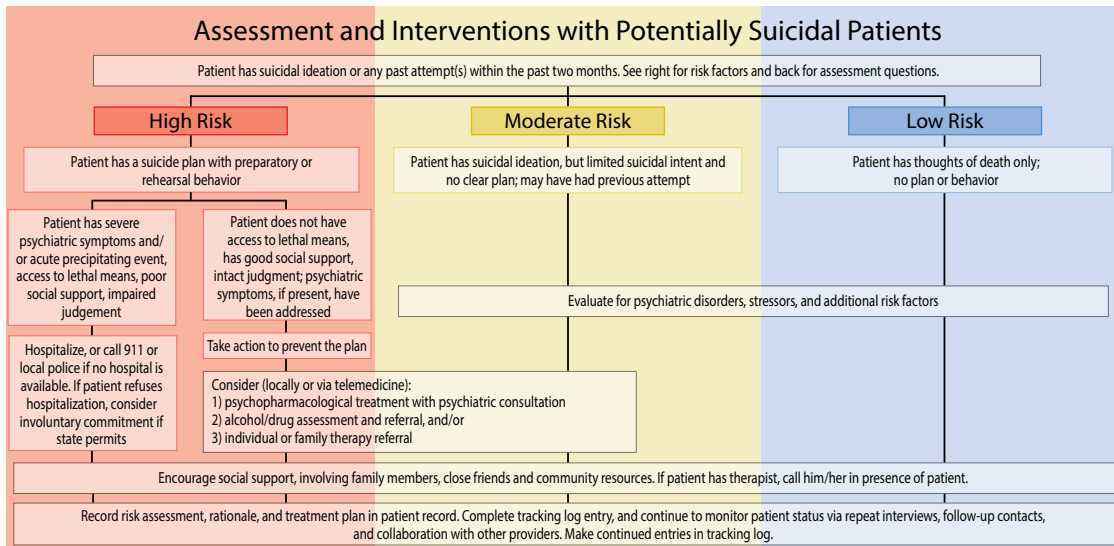 Assessment and Interventions with Potentially Suicidal Patients
Patient has suicidal ideation or any past attempt(s) within the past two months. See right for risk factors and back for assessment questions.
High Risk
Moderate Risk
Low Risk
Patient has a suicide plan with preparatory or
rehearsal behavior
Patient has suicidal ideation, but limited suicidal intent and
no clear plan; may have had previous attempt
Patient has thoughts of death only;
no plan or behavior
Patient has severe
psychiatric symptoms and/
or acute precipitating event,
access to lethal means, poor
social support, impaired
judgement
Patient does not have
access to lethal means,
has good social support,
intact judgment; psychiatric
symptoms, if present, have
been addressed
Evaluate for psychiatric disorders, stressors, and additional risk factors
Hospitalize, or call 911 or
local police if no hospital is
available. If patient refuses
hospitalization, consider
involuntary commitment if
state permits
Take action to prevent the plan
Consider (locally or via telemedicine):
1) psychopharmacological treatment with psychiatric consultation
2) alcohol/drug assessment and referral, and/or
3) individual or family therapy referral
Encourage social support, involving family members, close friends and community resources. If patient has therapist, call him/her in presence of patient.
Record risk assessment, rationale, and treatment plan in patient record. Complete tracking log entry, and continue to monitor patient status via repeat interviews, follow-up contacts,
and collaboration with other providers. Make continued entries in tracking log.